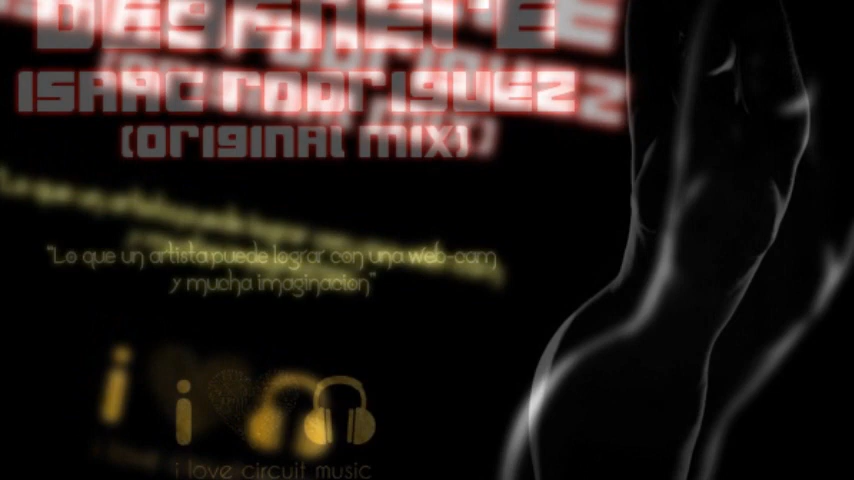 DEGENERE
ISAAC RODRIGUEZ
(ORIGINAL MIX)
"Lo que un artista puede lograr con una web-cam
y mucha imaginacion"
i
i love circuit music